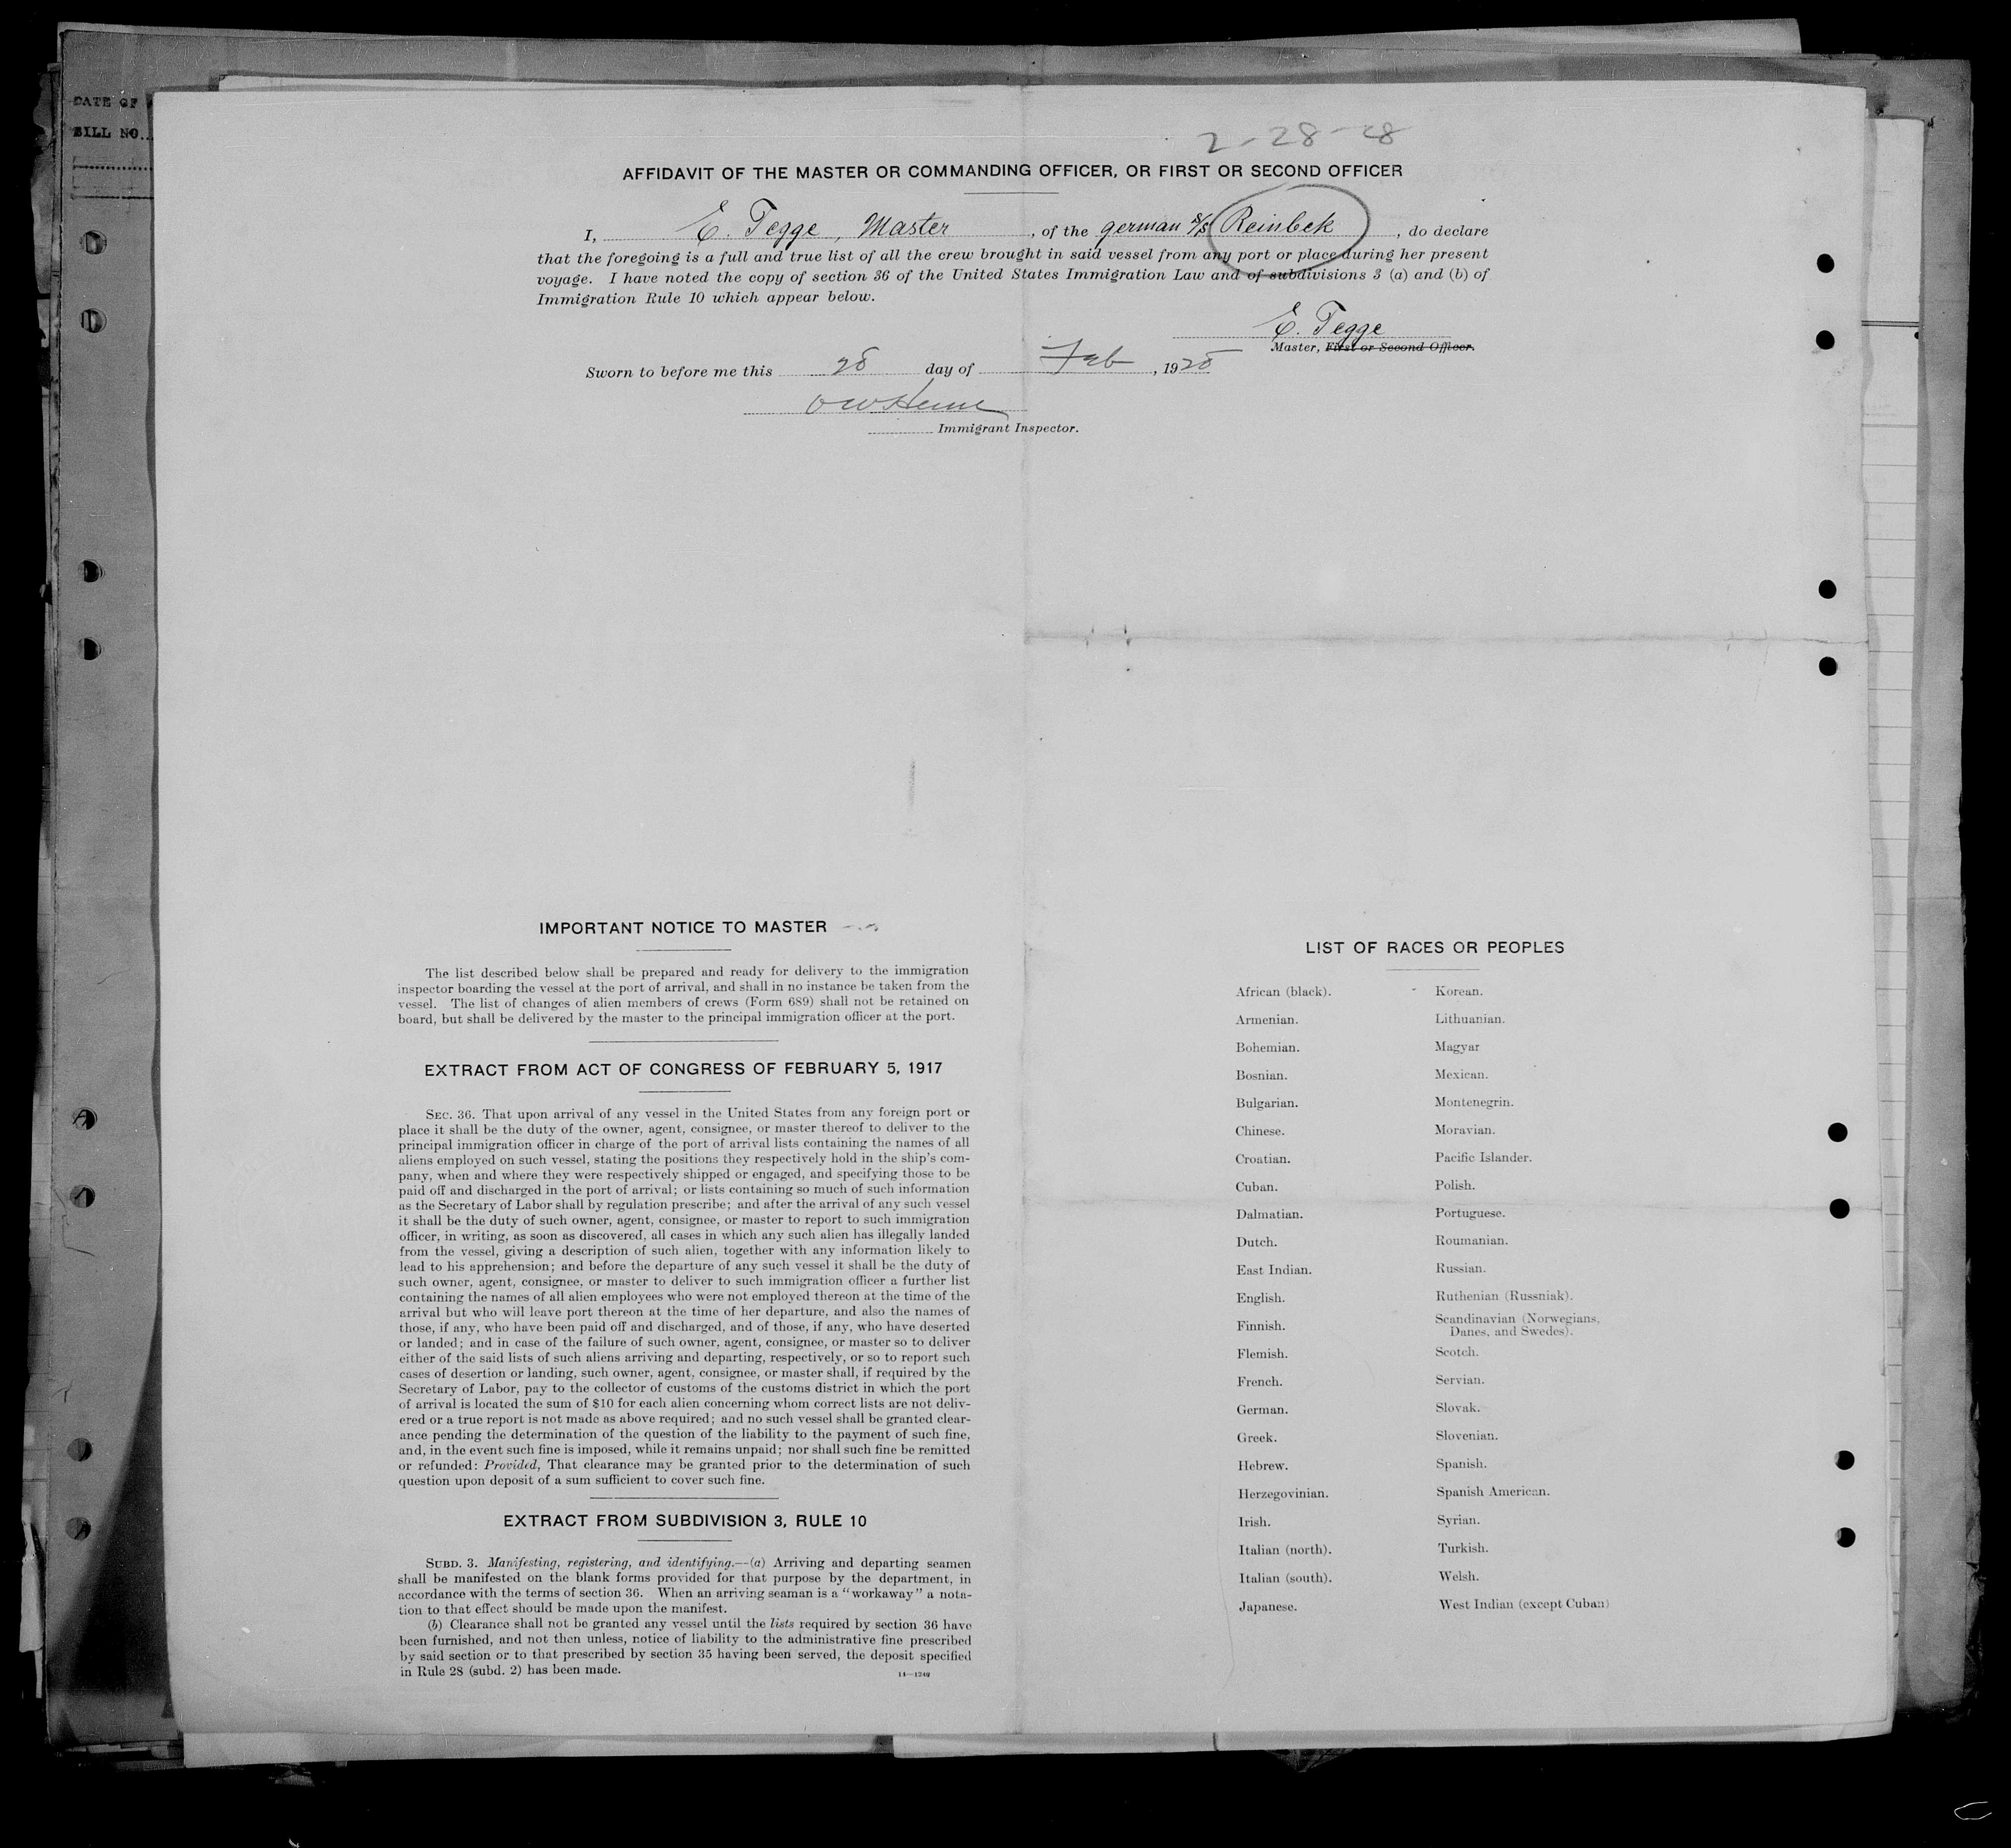 DATE OF
BILL NO.
2-28-28
AFFIDAVIT OF THE MASTER OR COMMANDING OFFICER, OR FIRST OR SECOND OFFICER
I, E. Tegge, Master, of the german S/S Reinbek, do declare
that the foregoing is a full and true list of all the crew brought in said vessel from any port or place during her present
voyage. I have noted the copy of section 36 of the United States Immigration Law and of subdivisions 3 (a) and (b) of
Immigration Rule 10 which appear below.
E. Tegge
Master, First or Second Officer.
Sworn to before me this 28 day of Feb, 1928
Immigrant Inspector.
IMPORTANT NOTICE TO MASTER
The list described below shall be prepared and ready for delivery to the immigration
inspector boarding the vessel at the port of arrival, and shall in no instance be taken from the
vessel. The list of changes of alien members of crews (Form 689) shall not be retained on
board, but shall be delivered by the master to the principal immigration officer at the port.
EXTRACT FROM ACT OF CONGRESS OF FEBRUARY 5, 1917
SEC. 36. That upon arrival of any vessel in the United States from any foreign port or
place it shall be the duty of the owner, agent, consignee, or master thereof to deliver to the
principal immigration officer in charge of the port of arrival lists containing the names of all
aliens employed on such vessel, stating the positions they respectively hold in the ship's com-
pany, when and where they were respectively shipped or engaged, and specifying those to be
paid off and discharged in the port of arrival; or lists containing so much of such information
as the Secretary of Labor shall by regulation prescribe; and after the arrival of any such vessel
it shall be the duty of such owner, agent, consignee, or master to report to such immigration
officer, in writing, as soon as discovered, all cases in which any such alien has illegally landed
from the vessel, giving a description of such alien, together with any information likely to
lead to his apprehension; and before the departure of any such vessel it shall be the duty of
such owner, agent, consignee, or master to deliver to such immigration officer a further list
containing the names of all alien employees who were not employed thereon at the time of the
arrival but who will leave port thereon at the time of her departure, and also the names of
those, if any, who have been paid off and discharged, and of those, if any, who have deserted
or landed; and in case of the failure of such owner, agent, consignee, or master so to deliver
either of the said lists of such aliens arriving and departing, respectively, or so to report such
cases of desertion or landing, such owner, agent, consignee, or master shall, if required by the
Secretary of Labor, pay to the collector of customs of the customs district in which the port
of arrival is located the sum of $10 for each alien concerning whom correct lists are not deliv-
ered or a true report is not made as above required; and no such vessel shall be granted clear-
ance pending the determination of the question of the liability to the payment of such fine,
and, in the event such fine is imposed, while it remains unpaid; nor shall such fine be remitted
or refunded: Provided, That clearance may be granted prior to the determination of such
question upon deposit of a sum sufficient to cover such fine.
EXTRACT FROM SUBDIVISION 3, RULE 10
SUBD. 3. Manifesting, registering, and identifying.—(a) Arriving and departing seamen
shall be manifested on the blank forms provided for that purpose by the department, in
accordance with the terms of section 36. When an arriving seaman is a "workaway" a nota-
tion to that effect should be made upon the manifest.
(b) Clearance shall not be granted any vessel until the lists required by section 36 have
been furnished, and not then unless, notice of liability to the administrative fine prescribed
by said section or to that prescribed by section 35 having been served, the deposit specified
in Rule 28 (subd. 2) has been made.
14—1240
LIST OF RACES OR PEOPLES
African (black).
Armenian.
Bohemian.
Bosnian.
Bulgarian.
Chinese.
Croatian.
Cuban.
Dalmatian.
Dutch.
East Indian.
English.
Finnish.
Flemish.
French.
German.
Greek.
Hebrew.
Herzegovinian.
Irish.
Italian (north).
Italian (south).
Japanese.
Korean.
Lithuanian.
Magyar
Mexican.
Montenegrin.
Moravian.
Pacific Islander.
Polish.
Portuguese.
Roumanian.
Russian.
Ruthenian (Russniak).
Scandinavian (Norwegians,
Danes, and Swedes).
Scotch.
Servian.
Slovak.
Slovenian.
Spanish.
Spanish American.
Syrian.
Turkish.
Welsh.
West Indian (except Cuban)